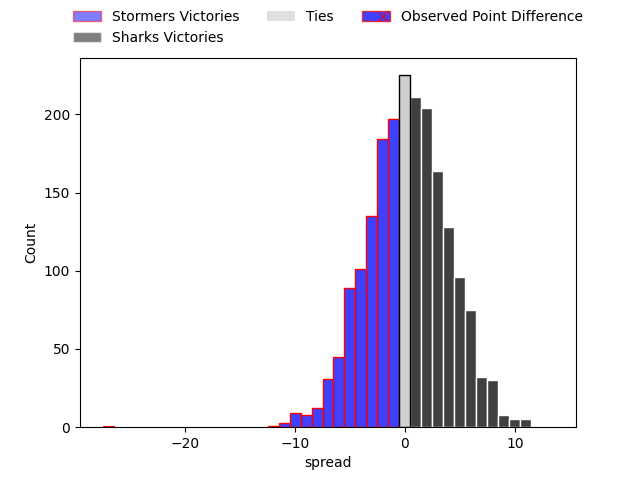 Stormers Victories Ties Observed Point Difference
Sharks Victories
200
150
100
50
0
Count
−20 −10 0 10
spread